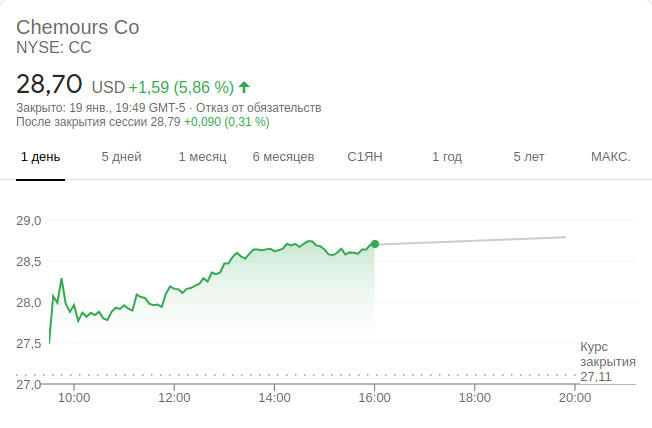 Chemours Co
NYSE: CC
28,70 USD +1,59 (5,86 %)
Закрыто: 19 янв., 19:49 GMT-5 · Отказ от обязательств
После закрытия сессии 28,79 +0,090 (0,31 %)
1 день 5 дней 1 месяц 6 месяцев С1ЯН 1 год 5 лет МАКС.
29,0
28,5
28,0
27,5
27,0
Курс
закрытия
27,11
10:00 12:00 14:00 16:00 18:00 20:00